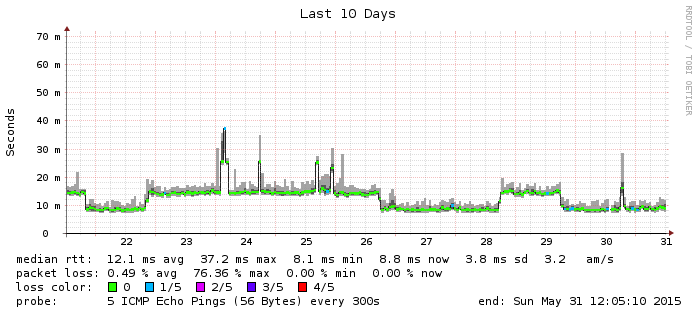 Last 10 Days
RRDTOOL / TOBI OETIKER
Seconds
70 m
60 m
50 m
40 m
30 m
20 m
10 m
0
22 23 24 25 26 27 28 29 30 31
median rtt: 12.1 ms avg 37.2 ms max 8.1 ms min 8.8 ms now 3.8 ms sd 3.2 am/s
packet loss: 0.49 % avg 76.36 % max 0.00 % min 0.00 % now
loss color: 0 1/5 2/5 3/5 4/5
probe: 5 ICMP Echo Pings (56 Bytes) every 300s end: Sun May 31 12:05:10 2015